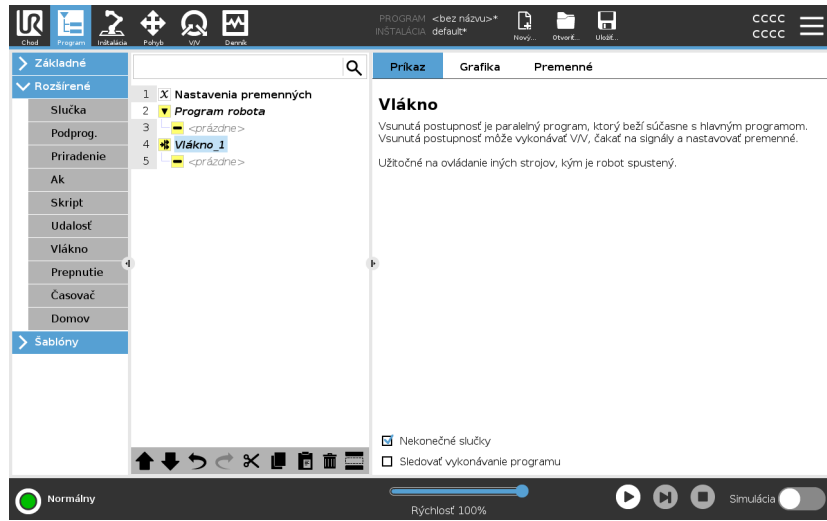 UR
Chod
Program
Inštalácia
Pohyb
V/V
Denník
PROGRAM <bez názvu>*
INŠTALÁCIA default*
Nový...
Otvoriť...
Uložiť...
cccc
cccc
Základné
Rozšírené
Slučka
Podprog.
Priradenie
Ak
Skript
Udalosť
Vlákno
Prepnutie
Časovač
Domov
Šablóny
1 X Nastavenia premenných
2 Program robota
3 <prázdne>
4 Vlákno_1
5 <prázdne>
Príkaz Grafika Premenné
Vlákno
Vsunutá postupnosť je paralelný program, ktorý beží súčasne s hlavným programom.
Vsunutá postupnosť môže vykonávať V/V, čakať na signály a nastavovať premenné.
Užitočné na ovládanie iných strojov, kým je robot spustený.
Nekonečné slučky
Sledovať vykonávanie programu
Normálny
Rýchlosť 100%
Simulácia